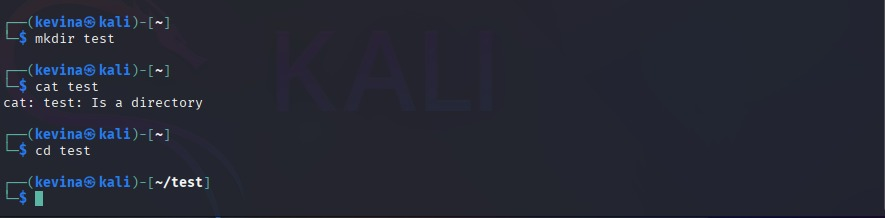 ┌──(kevina㉿kali)-[~]
└─$ mkdir test
┌──(kevina㉿kali)-[~]
└─$ cat test
cat: test: Is a directory
┌──(kevina㉿kali)-[~]
└─$ cd test
┌──(kevina㉿kali)-[~/test]
└─$
KALI